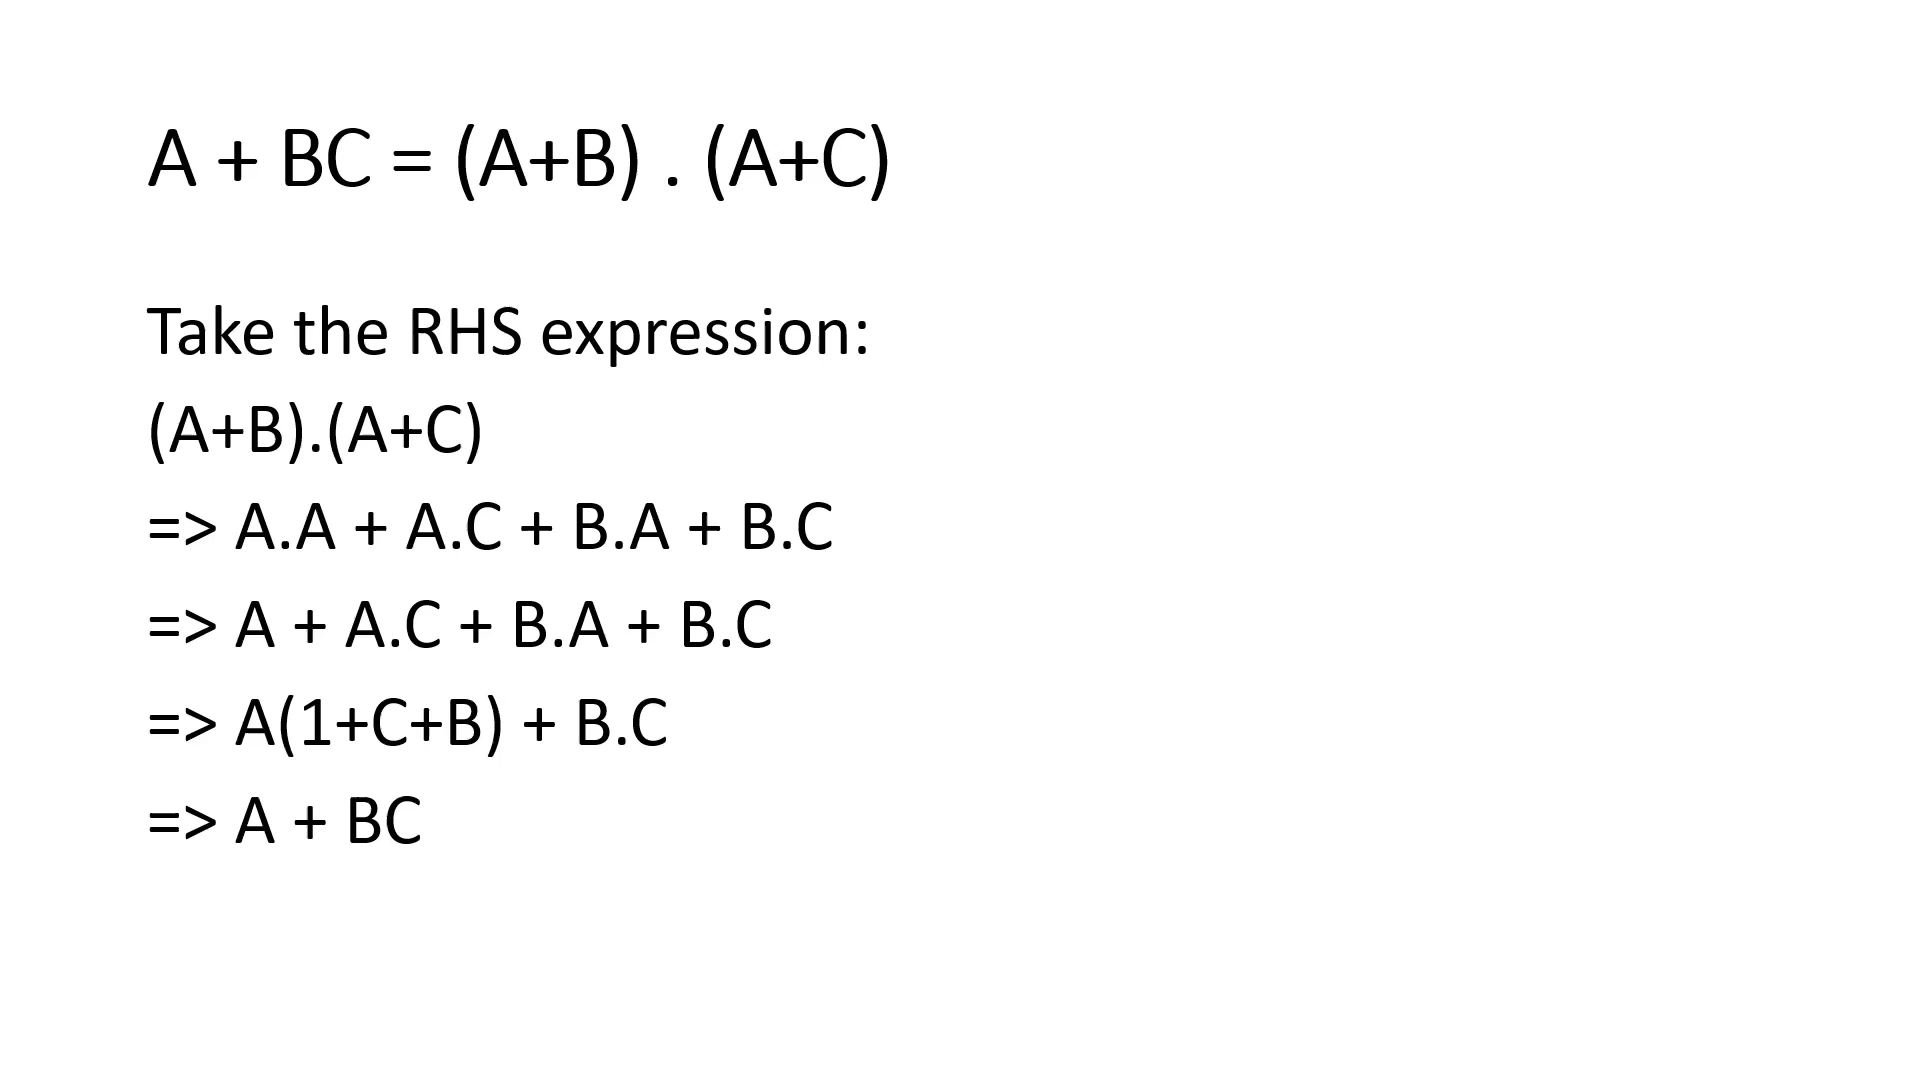 A + BC = (A+B) . (A+C)
Take the RHS expression:
(A+B).(A+C)
=> A.A + A.C + B.A + B.C
=> A + A.C + B.A + B.C
=> A(1+C+B) + B.C
=> A + BC